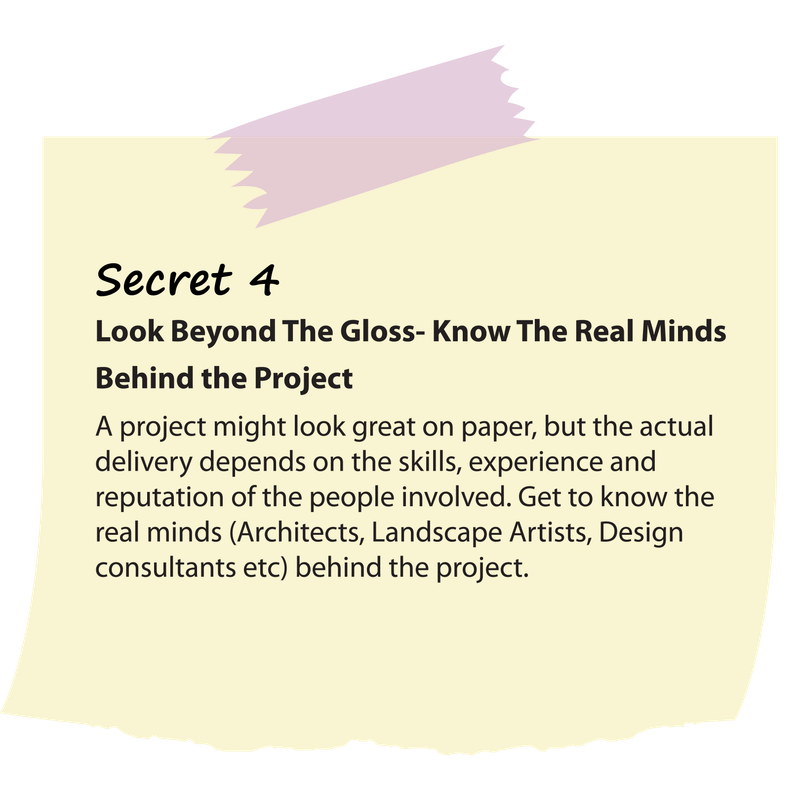 Secret 4
Look Beyond The Gloss- Know The Real Minds
Behind the Project
A project might look great on paper, but the actual
delivery depends on the skills, experience and
reputation of the people involved. Get to know the
real minds (Architects, Landscape Artists, Design
consultants etc) behind the project.